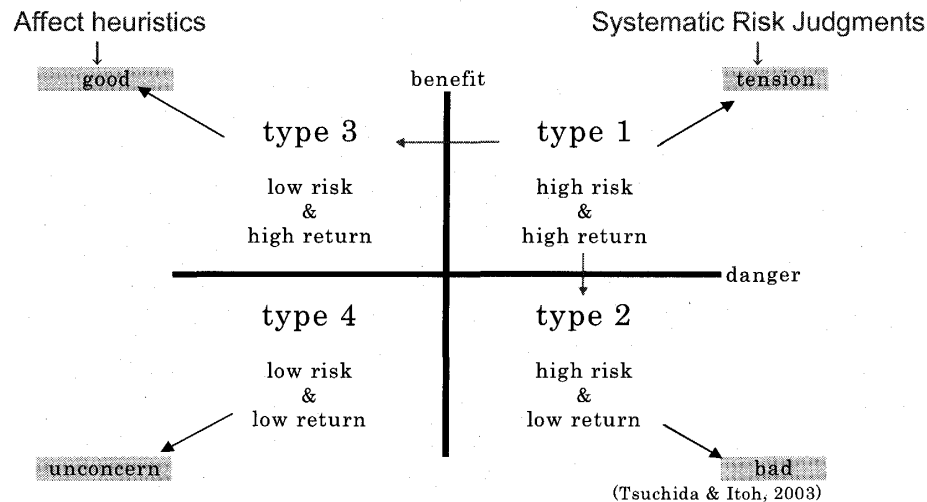 Affect heuristics
Systematic Risk Judgments
good
benefit
tension
type 3
type 1
low risk
&
high return
high risk
&
high return
danger
type 4
type 2
low risk
&
low return
high risk
&
low return
unconcern
bad
(Tsuchida & Itoh, 2003)